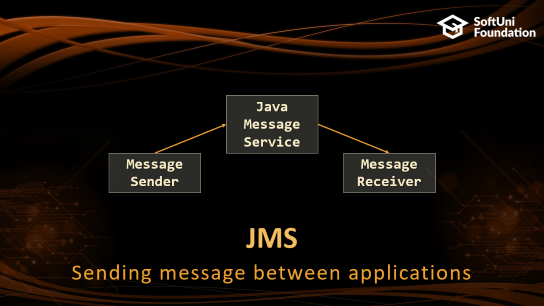 SoftUni
Foundation
Java
Message
Service
Message
Sender
Message
Receiver
JMS
Sending message between applications